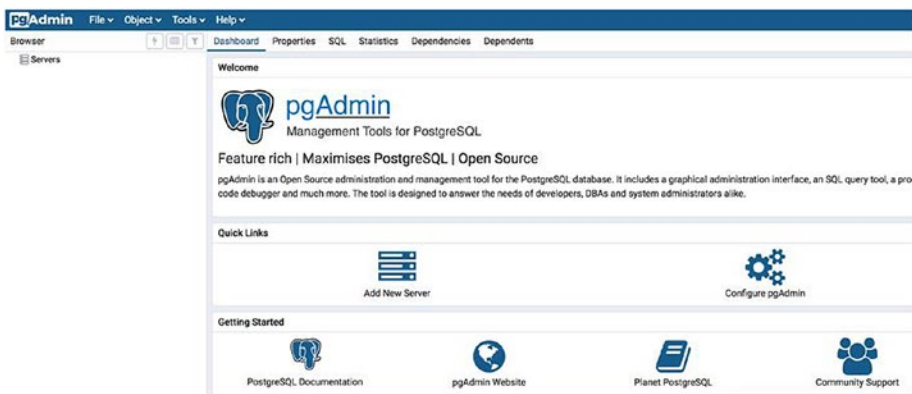 pgAdmin File Object Tools Help
Browser Dashboard Properties SQL Statistics Dependencies Dependents
Servers
Welcome
pgAdmin
Management Tools for PostgreSQL
Feature rich | Maximises PostgreSQL | Open Source
pgAdmin is an Open Source administration and management tool for the PostgreSQL database. It includes a graphical administration interface, an SQL query tool, a pro
code debugger and much more. The tool is designed to answer the needs of developers, DBAs and system administrators alike.
Quick Links
Add New Server Configure pgAdmin
Getting Started
PostgreSQL Documentation pgAdmin Website Planet PostgreSQL Community Support